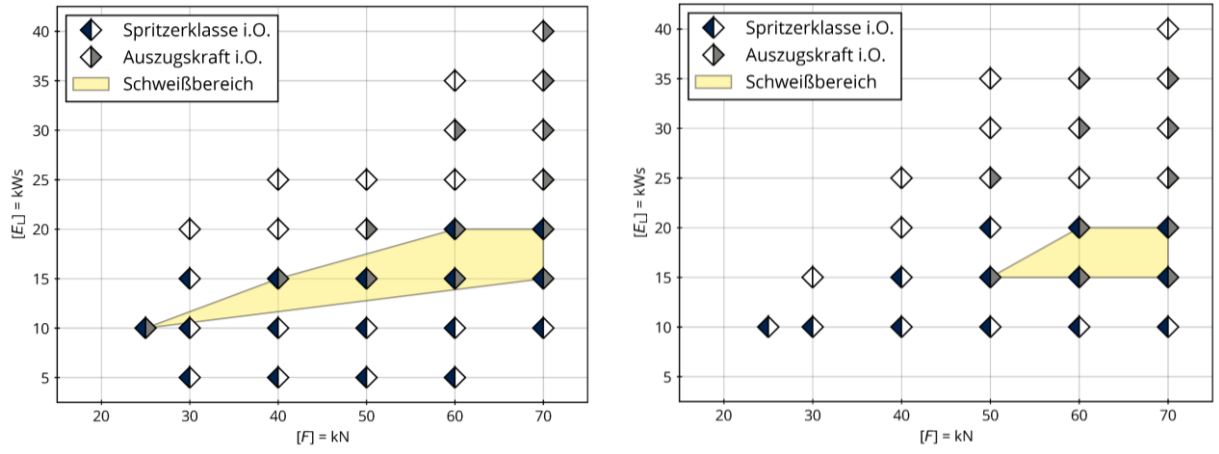 Spritzerklasse i.O.
Auszugskraft i.O.
Schweißbereich
40
35
30
25
20
15
10
5
[E_L] = kWs
20
30
40
50
60
70
[F] = kN
Spritzerklasse i.O.
Auszugskraft i.O.
Schweißbereich
40
35
30
25
20
15
10
5
[E_L] = kWs
20
30
40
50
60
70
[F] = kN